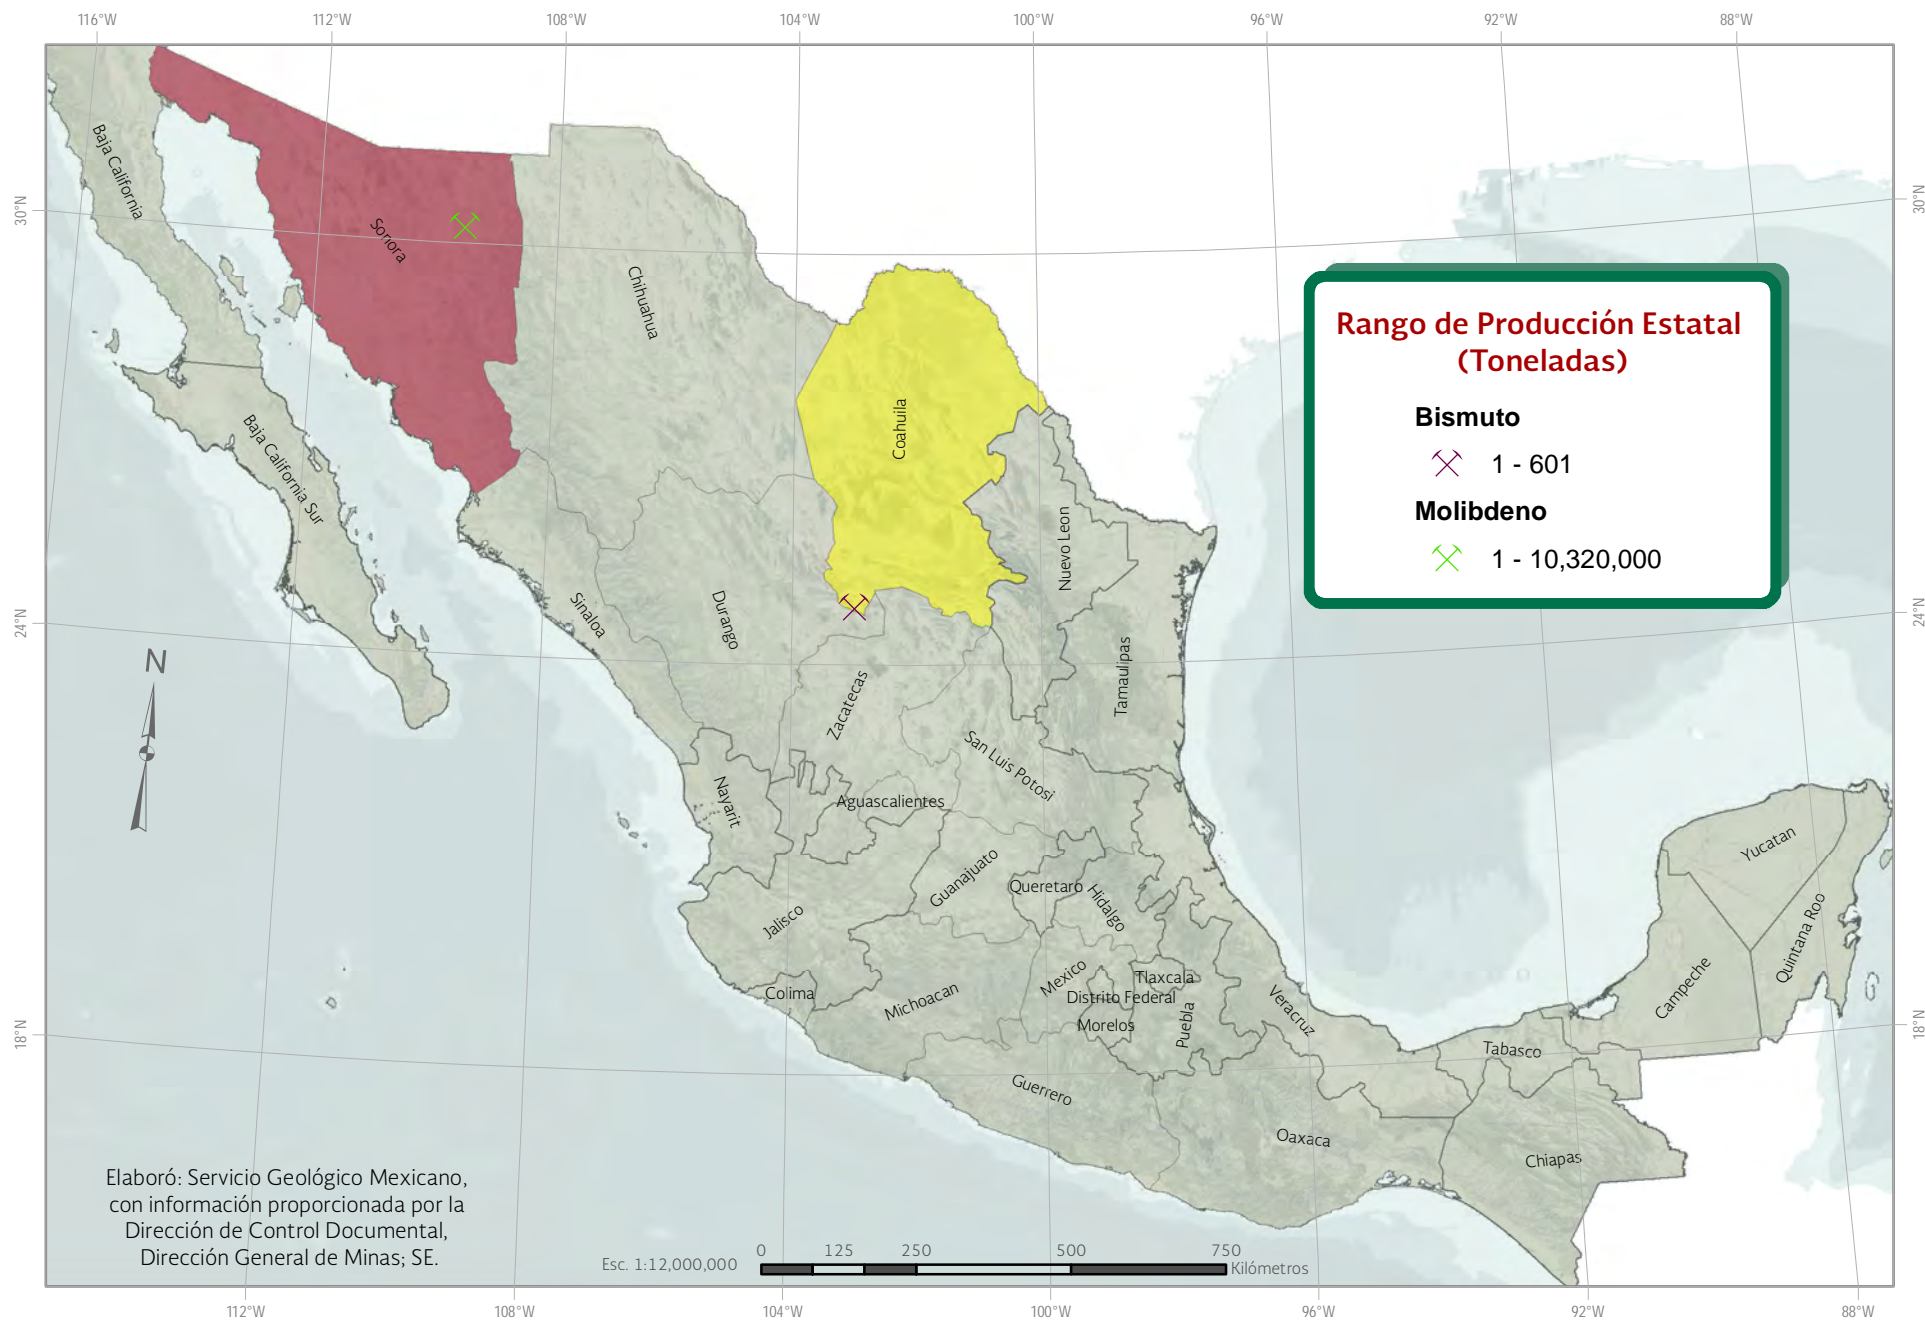 116°W
112°W
108°W
104°W
100°W
96°W
92°W
88°W
30°N
30°N
24°N
24°N
18°N
18°N
Baja California
Sonora
Chihuahua
Coahuila
Baja California Sur
Sinaloa
Durango
Nuevo Leon
Tamaulipas
Zacatecas
San Luis Potosi
Nayarit
Aguascalientes
Guanajuato
Queretaro
Hidalgo
Jalisco
Colima
Michoacan
Mexico
Tlaxcala
Distrito Federal
Morelos
Puebla
Veracruz
Guerrero
Oaxaca
Tabasco
Chiapas
Campeche
Yucatan
Quintana Roo
Rango de Producción Estatal
(Toneladas)
Bismuto
1 - 601
Molibdeno
1 - 10,320,000
N
Elaboró: Servicio Geológico Mexicano,
con información proporcionada por la
Dirección de Control Documental,
Dirección General de Minas; SE.
Esc. 1:12,000,000
0 125 250 500 750
Kilómetros
112°W
108°W
104°W
100°W
96°W
92°W
88°W